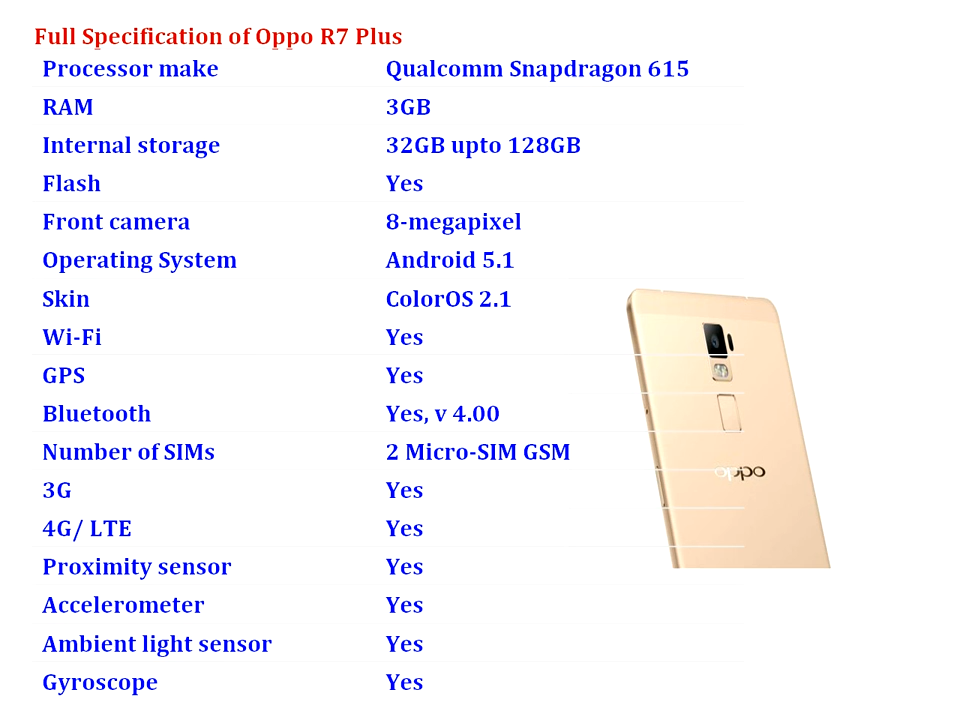 Full Specification of Oppo R7 Plus
Processor make Qualcomm Snapdragon 615
RAM 3GB
Internal storage 32GB upto 128GB
Flash Yes
Front camera 8-megapixel
Operating System Android 5.1
Skin ColorOS 2.1
Wi-Fi Yes
GPS Yes
Bluetooth Yes, v 4.00
Number of SIMs 2 Micro-SIM GSM
oppo
3G Yes
4G/ LTE Yes
Proximity sensor Yes
Accelerometer Yes
Ambient light sensor Yes
Gyroscope Yes